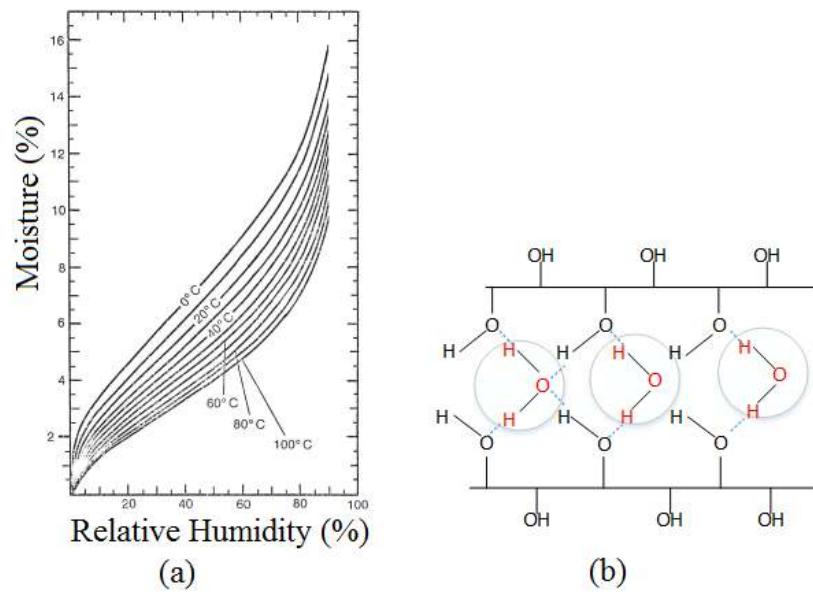 16
14
12
10
8
6
4
2
Moisture (%)
0°C
20°C
40°C
60°C
80°C
100°C
20 40 60 80 100
Relative Humidity (%)
(a)
OH OH OH
O O O
H H H H H H
O O O
H H H H H H
O O O
OH OH OH
(b)